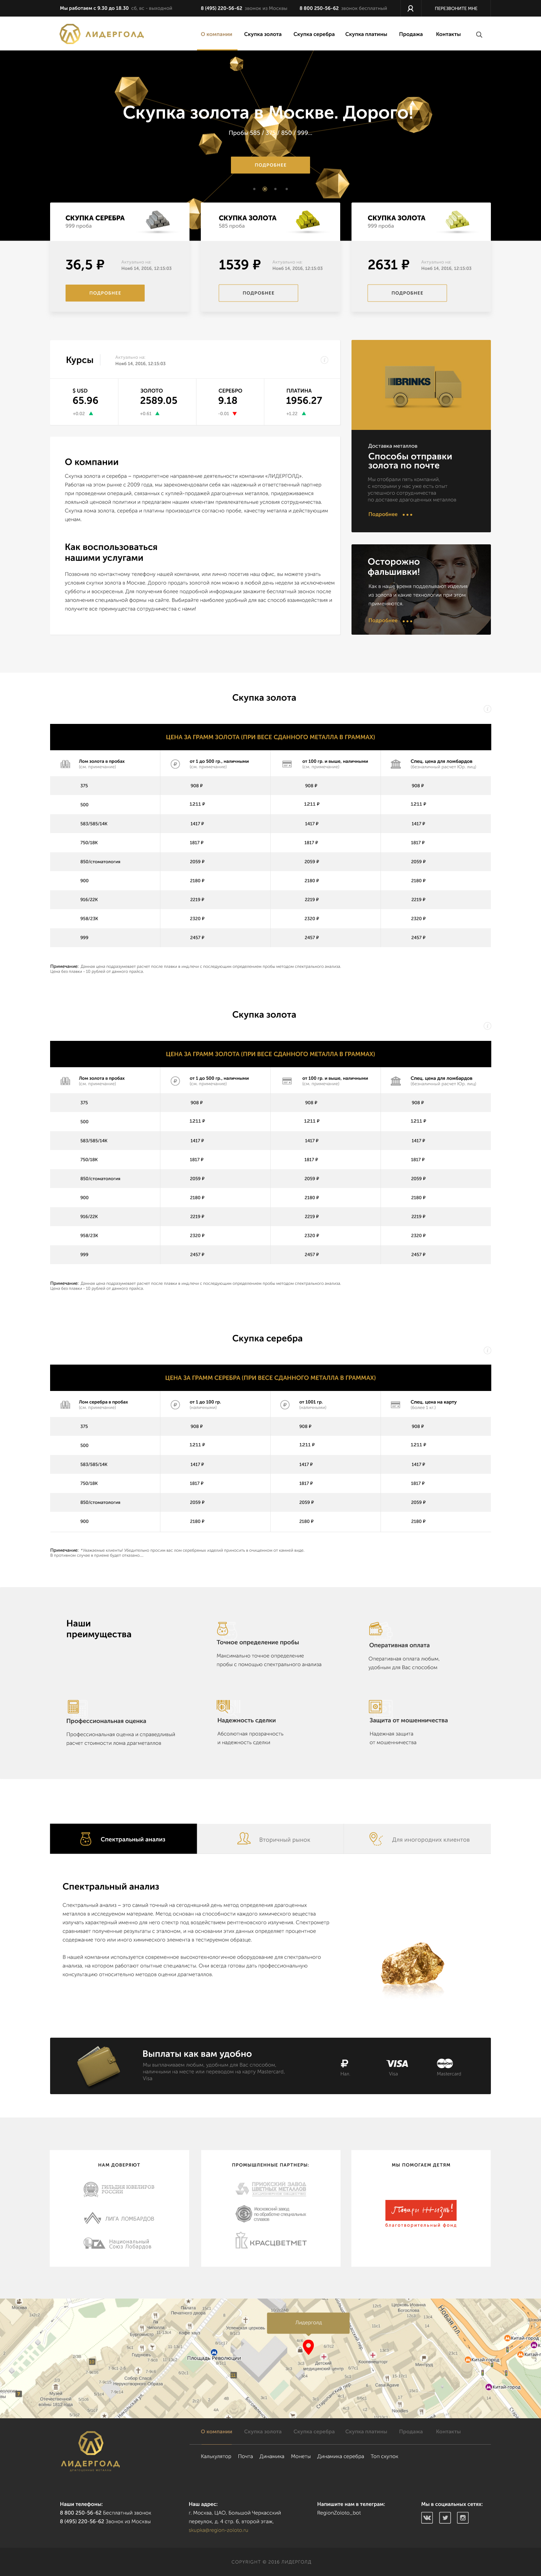 Мы работаем с 9.30 до 18.30 сб, вс - выходной
8 (495) 220-56-62 звонок из Москвы
8 800 250-56-62 звонок бесплатный
ПЕРЕЗВОНИТЕ МНЕ
ЛИДЕРГОЛД
О компании Скупка золота Скупка серебра Скупка платины Продажа Контакты
Скупка золота в Москве. Дорого!
Пробы 585 / 375 / 850 / 999...
ПОДРОБНЕЕ
СКУПКА СЕРЕБРА
999 проба
36,5 ₽
Актуально на:
Нояб 14, 2016, 12:15:03
ПОДРОБНЕЕ
СКУПКА ЗОЛОТА
585 проба
1539 ₽
Актуально на:
Нояб 14, 2016, 12:15:03
ПОДРОБНЕЕ
СКУПКА ЗОЛОТА
999 проба
2631 ₽
Актуально на:
Нояб 14, 2016, 12:15:03
ПОДРОБНЕЕ
Курсы
Актуально на:
Нояб 14, 2016, 12:15:03
$ USD
65.96
+0.02
ЗОЛОТО
2589.05
+0.61
СЕРЕБРО
9.18
-0.01
ПЛАТИНА
1956.27
+1.22
BRINKS
Доставка металлов
Способы отправки
золота по почте
Мы отобрали пять компаний,
с которыми у нас уже есть опыт
успешного сотрудничества
по доставке драгоценных металлов
Подробнее
О компании
Скупка золота и серебра – приоритетное направление деятельности компании «ЛИДЕРГОЛД».
Работая на этом рынке с 2009 года, мы зарекомендовали себя как надежный и ответственный партнер
при проведении операций, связанных с куплей-продажей драгоценных металлов, придерживаемся
лояльной ценовой политики и предлагаем нашим клиентам привлекательные условия сотрудничества.
Скупка лома золота, серебра и платины производится согласно пробе, качеству металла и действующим
ценам.
Как воспользоваться
нашими услугами
Позвонив по контактному телефону нашей компании, или лично посетив наш офис, вы можете узнать
условия скупки золота в Москве. Дорого продать золотой лом можно в любой день недели за исключением
субботы и воскресенья. Для получения более подробной информации закажите бесплатный звонок после
заполнения специальной формы на сайте. Выбирайте наиболее удобный для вас способ взаимодействия и
получите все преимущества сотрудничества с нами!
Осторожно
фальшивки!
Как в наше время подделывают изделия
из золота и какие технологии при этом
применяются.
Подробнее
Скупка золота
ЦЕНА ЗА ГРАММ ЗОЛОТА (ПРИ ВЕСЕ СДАННОГО МЕТАЛЛА В ГРАММАХ)
Лом золота в пробах от 1 до 500 гр., наличными от 100 гр. и выше, наличными Спец. цена для ломбардов
(см. примечание) (см. примечание) (см. примечание) (безналичный расчет Юр. лиц)
375 908 ₽ 908 ₽ 908 ₽
500 1211 ₽ 1211 ₽ 1211 ₽
583/585/14К 1417 ₽ 1417 ₽ 1417 ₽
750/18К 1817 ₽ 1817 ₽ 1817 ₽
850/стоматология 2059 ₽ 2059 ₽ 2059 ₽
900 2180 ₽ 2180 ₽ 2180 ₽
916/22К 2219 ₽ 2219 ₽ 2219 ₽
958/23К 2320 ₽ 2320 ₽ 2320 ₽
999 2457 ₽ 2457 ₽ 2457 ₽
Примечание: Данная цена подразумевает расчет после плавки в изделием с последующим определением пробы методом спектрального анализа.
Цена без плавки - 10 рублей от данного прайса.
Скупка золота
ЦЕНА ЗА ГРАММ ЗОЛОТА (ПРИ ВЕСЕ СДАННОГО МЕТАЛЛА В ГРАММАХ)
Лом золота в пробах от 1 до 500 гр., наличными от 100 гр. и выше, наличными Спец. цена для ломбардов
(см. примечание) (см. примечание) (см. примечание) (безналичный расчет Юр. лиц)
375 908 ₽ 908 ₽ 908 ₽
500 1211 ₽ 1211 ₽ 1211 ₽
583/585/14К 1417 ₽ 1417 ₽ 1417 ₽
750/18К 1817 ₽ 1817 ₽ 1817 ₽
850/стоматология 2059 ₽ 2059 ₽ 2059 ₽
900 2180 ₽ 2180 ₽ 2180 ₽
916/22К 2219 ₽ 2219 ₽ 2219 ₽
958/23К 2320 ₽ 2320 ₽ 2320 ₽
999 2457 ₽ 2457 ₽ 2457 ₽
Примечание: Данная цена подразумевает расчет после плавки в изделием с последующим определением пробы методом спектрального анализа.
Цена без плавки - 10 рублей от данного прайса.
Скупка серебра
ЦЕНА ЗА ГРАММ СЕРЕБРА (ПРИ ВЕСЕ СДАННОГО МЕТАЛЛА В ГРАММАХ)
Лом серебра в пробах от 1 до 100 гр. от 1001 гр. Спец. цена на карту
(см. примечание) (наличными) (наличными) (более 1 кг.)
375 908 ₽ 908 ₽ 908 ₽
500 1211 ₽ 1211 ₽ 1211 ₽
583/585/14К 1417 ₽ 1417 ₽ 1417 ₽
750/18К 1817 ₽ 1817 ₽ 1817 ₽
850/стоматология 2059 ₽ 2059 ₽ 2059 ₽
900 2180 ₽ 2180 ₽ 2180 ₽
Примечание: *Уважаемые клиенты! Убедительно просим вас лом серебряных изделий приносить в очищенном от камней виде.
В противном случае в приеме будет отказано...
Наши
преимущества
Точное определение пробы
Максимально точное определение
пробы с помощью спектрального анализа
Оперативная оплата
Оперативная оплата любым,
удобным для Вас способом
Профессиональная оценка
Профессиональная оценка и справедливый
расчет стоимости лома драгметаллов
Надежность сделки
Абсолютная прозрачность
и надежность сделки
Защита от мошенничества
Надежная защита
от мошенничества
Спектральный анализ
Вторичный рынок
Для иногородних клиентов
Спектральный анализ
Спектральный анализ – это самый точный на сегодняшний день метод определения драгоценных
металлов в исследуемом материале. Метод основан на способности каждого химического вещества
излучать характерный именно для него спектр под воздействием рентгеновского излучения. Спектрометр
сравнивает полученные результаты с эталоном, и на основании этих данных определяет процентное
содержание того или иного химического элемента в тестируемом образце.
В нашей компании используется современное высокотехнологичное оборудование для спектрального
анализа, на котором работают опытные специалисты. Они всегда готовы дать профессиональную
консультацию относительно методов оценки драгметаллов.
Выплаты как вам удобно
Мы выплачиваем любым, удобным для Вас способом,
наличными на месте или переводом на карту Mastercard,
Visa
Нал.
VISA
Visa
Mastercard
НАМ ДОВЕРЯЮТ
ГИЛЬДИЯ ЮВЕЛИРОВ
РОССИИ
ЛИГА ЛОМБАРДОВ
Национальный
Союз Ломбардов
ПРОМЫШЛЕННЫЕ ПАРТНЕРЫ:
ПРИОКСКИЙ ЗАВОД
ЦВЕТНЫХ МЕТАЛЛОВ
Московский завод
по обработке специальных
сплавов
КРАСЦВЕТМЕТ
МЫ ПОМОГАЕМ ДЕТЯМ
Подари жизнь!
благотворительный фонд
Лидерголд
Площадь Революции
Новая пл.
Китай-город
О компании Скупка золота Скупка серебра Скупка платины Продажа Контакты
Калькулятор Почта Динамика Монеты Динамика серебра Топ скупок
ЛИДЕРГОЛД
Наши телефоны:
8 800 250-56-62 Бесплатный звонок
8 (495) 220-56-62 Звонок из Москвы
Наш адрес:
г. Москва, ЦАО, Большой Черкасский
переулок, д. 4 стр. 6, второй этаж.
skupka@region-zoloto.ru
Напишите нам в телеграм:
RegionZoloto_bot
Мы в социальных сетях:
COPYRIGHT © 2016 ЛИДЕРГОЛД